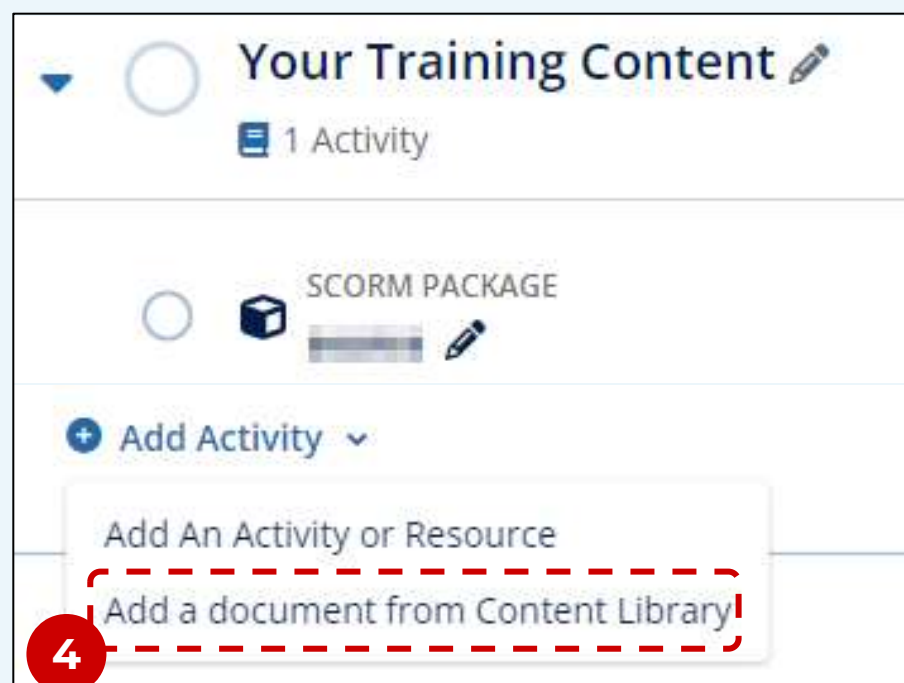 Your Training Content
1 Activity
SCORM PACKAGE
Add Activity
Add An Activity or Resource
Add a document from Content Library
4